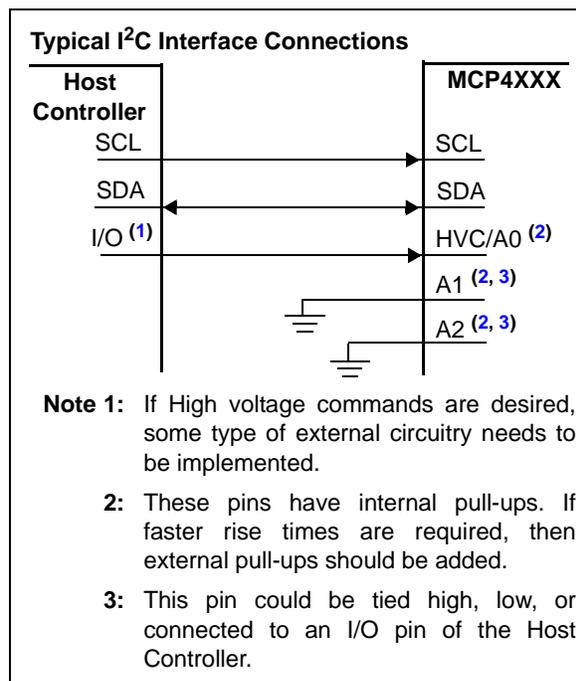 Typical I²C Interface Connections
Host
Controller
MCP4XXX
SCL
SCL
SDA
SDA
I/O (1)
HVC/A0 (2)
A1 (2, 3)
A2 (2, 3)
Note 1: If High voltage commands are desired,
some type of external circuitry needs to
be implemented.
2: These pins have internal pull-ups. If
faster rise times are required, then
external pull-ups should be added.
3: This pin could be tied high, low, or
connected to an I/O pin of the Host
Controller.